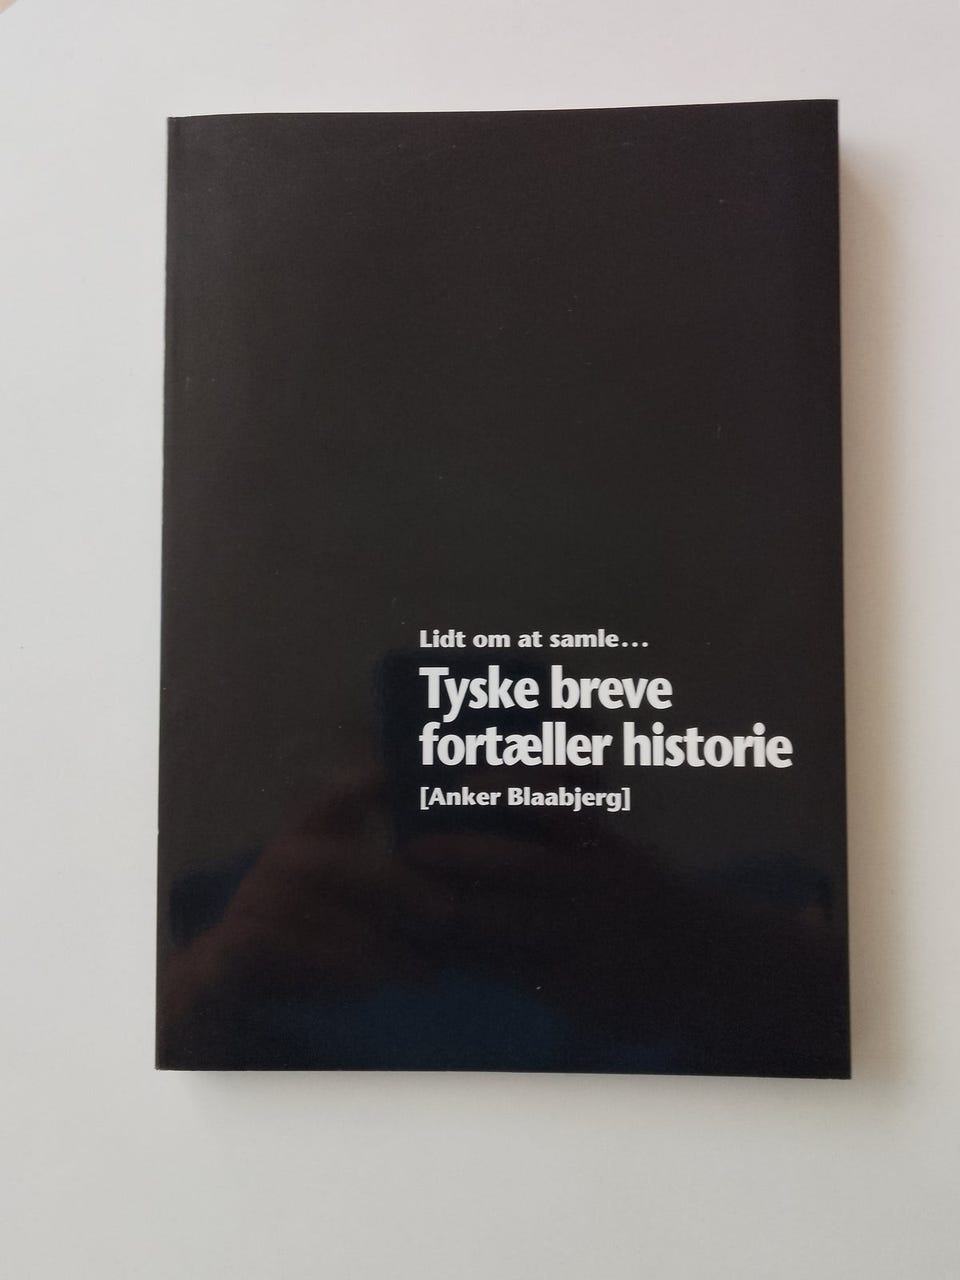 Lidt om at samle...
Tyske breve
fortæller historie
[Anker Blaabjerg]